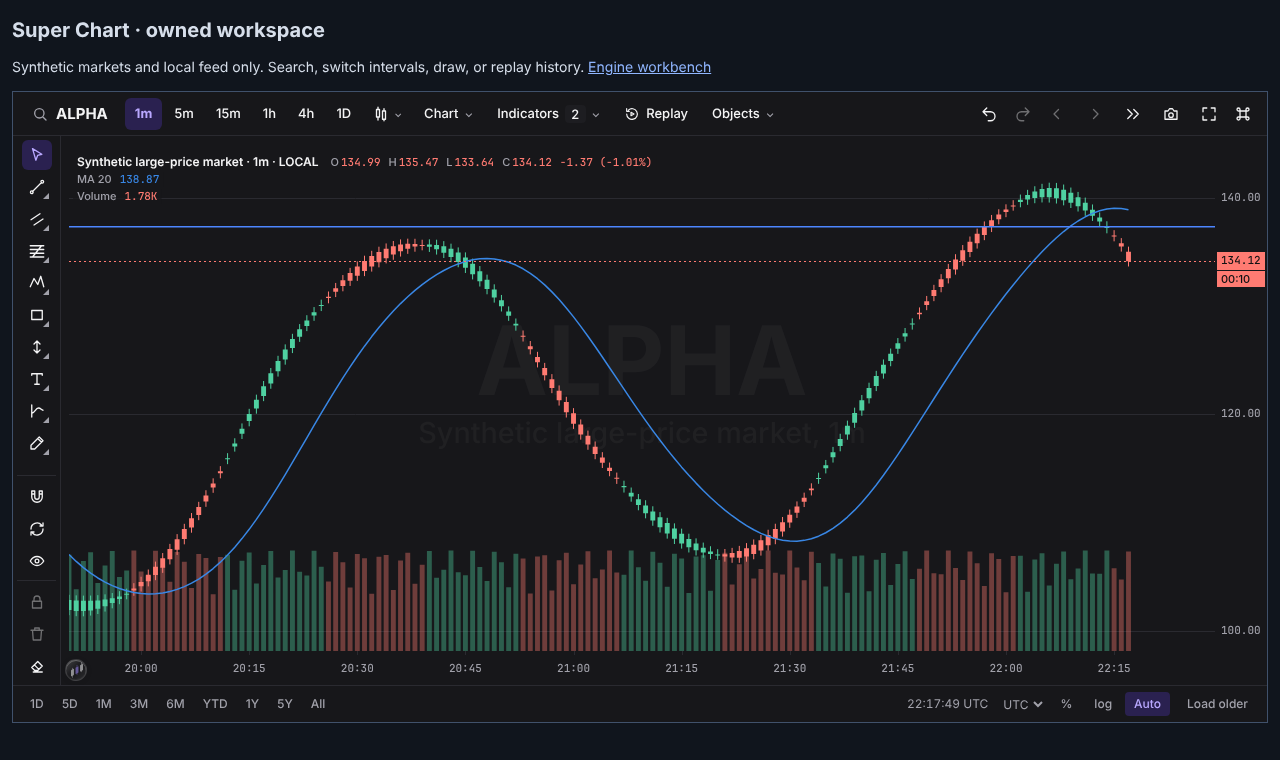 Super Chart · owned workspace
Synthetic markets and local feed only. Search, switch intervals, draw, or replay history. Engine workbench
ALPHA 1m 5m 15m 1h 4h 1D Chart Indicators 2 Replay Objects
Synthetic large-price market · 1m · LOCAL O134.99 H135.47 L133.64 C134.12 -1.37 (-1.01%)
MA 20 138.87
Volume 1.78K
140.00
134.12
00:10
ALPHA
120.00
Synthetic large-price market, 1m
100.00
20:00 20:15 20:30 20:45 21:00 21:15 21:30 21:45 22:00 22:15
1D 5D 1M 3M 6M YTD 1Y 5Y All 22:17:49 UTC UTC % log Auto Load older